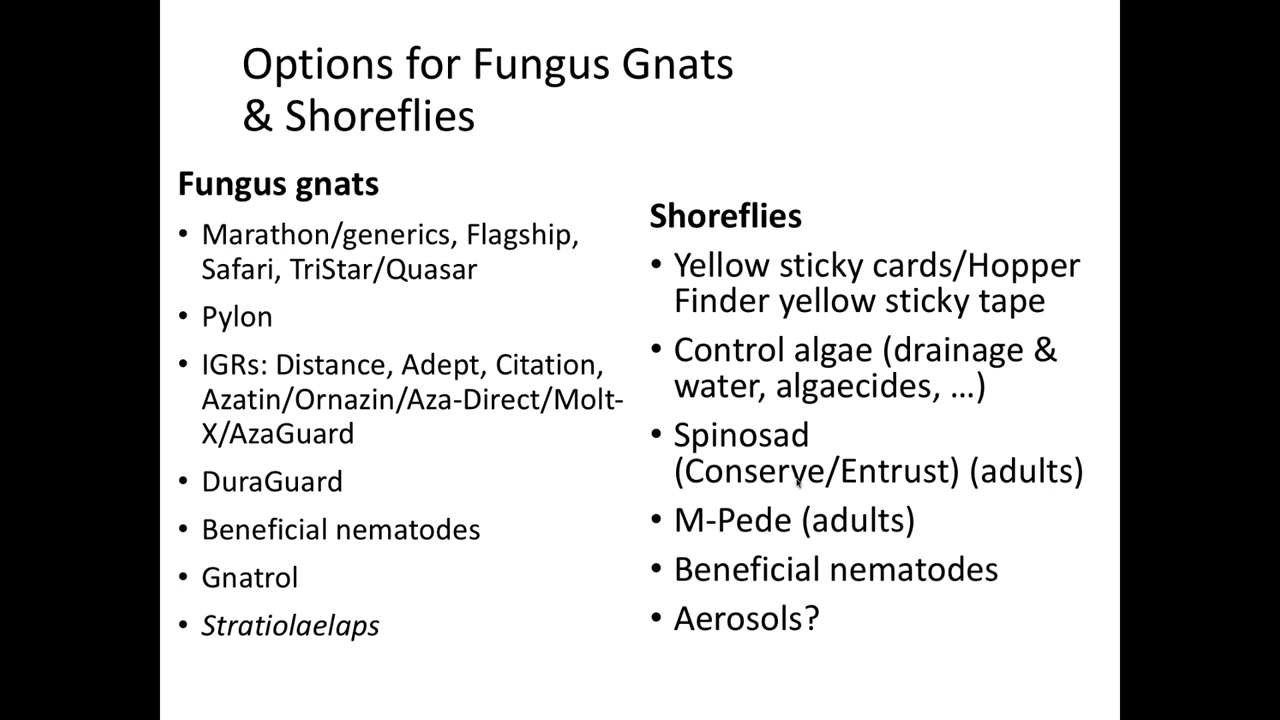 Options for Fungus Gnats
& Shoreflies
Fungus gnats
• Marathon/generics, Flagship,
Safari, TriStar/Quasar
• Pylon
• IGRs: Distance, Adept, Citation,
Azatin/Ornazin/Aza-Direct/Molt-
X/AzaGuard
• DuraGuard
• Beneficial nematodes
• Gnatrol
• Stratiolaelaps
Shoreflies
• Yellow sticky cards/Hopper
Finder yellow sticky tape
• Control algae (drainage &
water, algaecides, ...)
• Spinosad
(Conserve/Entrust) (adults)
• M-Pede (adults)
• Beneficial nematodes
• Aerosols?